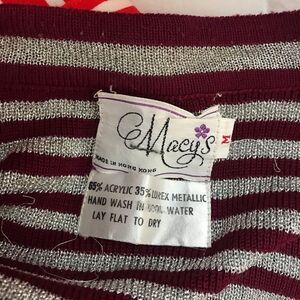 Macy's
M
MADE IN HONG KONG
65% ACRYLIC 35% LUREX METALLIC
HAND WASH IN COOL WATER
LAY FLAT TO DRY